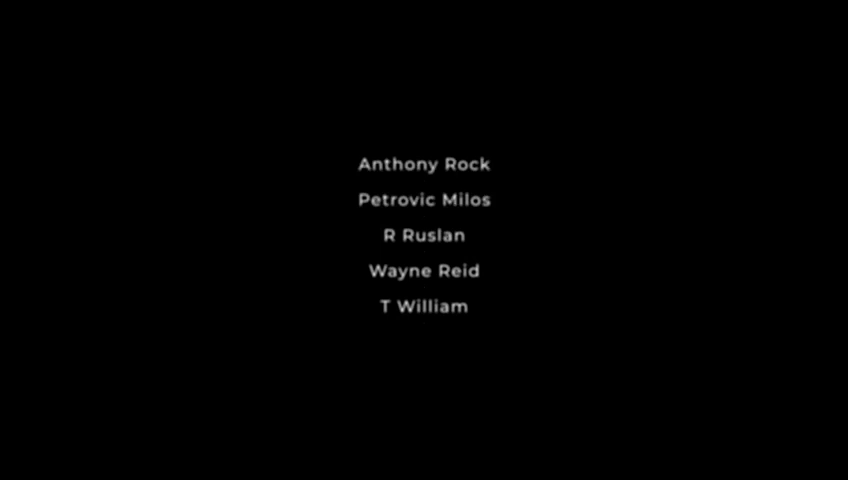 Anthony Rock
Petrovic Milos
R Ruslan
Wayne Reid
T William